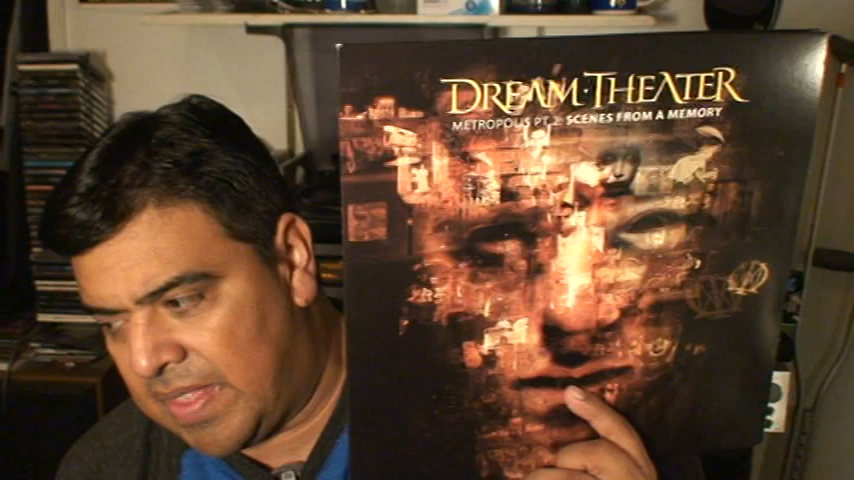 DREAM·THEATER
METROPOLIS PT. 2: SCENES FROM A MEMORY